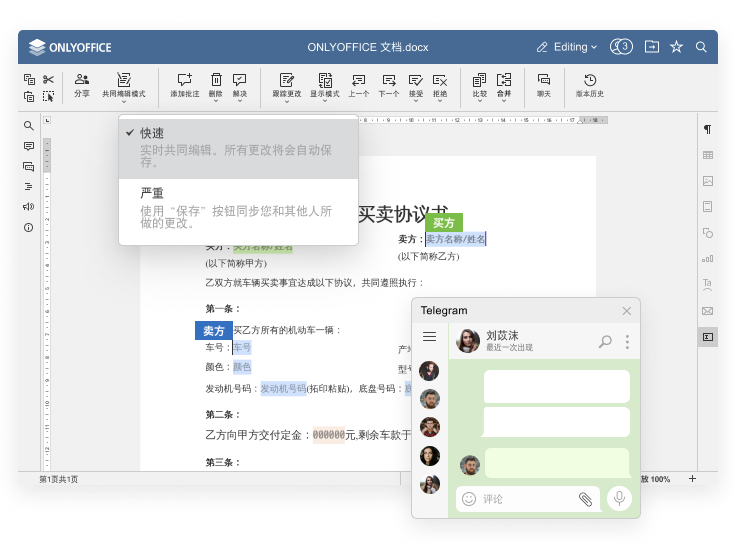 ONLYOFFICE
ONLYOFFICE 文档.docx
Editing
3
分享
共同编辑模式
添加批注
删除
解决
跟踪更改
显示模式
上一个
下一个
接受
拒绝
比较
合并
聊天
版本历史
快速
实时共同编辑。所有更改将会自动保
存。
严重
使用“保存”按钮同步您和其他人所
做的更改。
买卖协议书
买方
买方：买方名称/姓名
卖方：卖方名称/姓名
(以下简称甲方)
(以下简称乙方)
乙双方就车辆买卖事宜达成以下协议，共同遵照执行：
第一条：
卖方
买乙方所有的机动车一辆：
车号：车号
产
颜色：颜色
型
发动机号码：发动机号码(拓印粘贴)，底盘号码：
第二条：
乙方向甲方交付定金：000000元,剩余车款于
第三条：
第1页共1页
放 100%
Telegram
刘苡沫
最近一次出现
评论